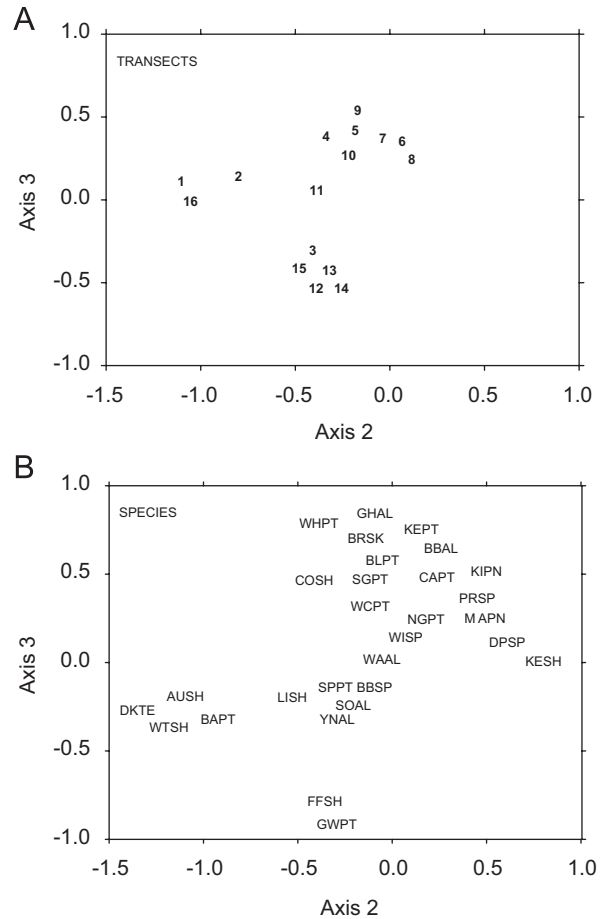 A
1.0
TRANSECTS
0.5
9
4 5 7 6
10 8
1 2
11
0.0
16
Axis 3
3
15 13
12 14
-0.5
-1.0
-1.5 -1.0 -0.5 0.0 0.5 1.0
Axis 2
B
1.0
SPECIES
WHPT GHAL
KEPT
BRSK
BBAL
BLPT
0.5
COSH SGPT CAPT KIPN
WCPT PRSP
NGPT M APN
WISP DPSP
0.0
WAAL KESH
Axis 3
AUSH LISH SPPT BBSP
DKTE SOAL
WTSH BAPT YNAL
-0.5
FFSH
GWPT
-1.0
-1.5 -1.0 -0.5 0.0 0.5 1.0
Axis 2